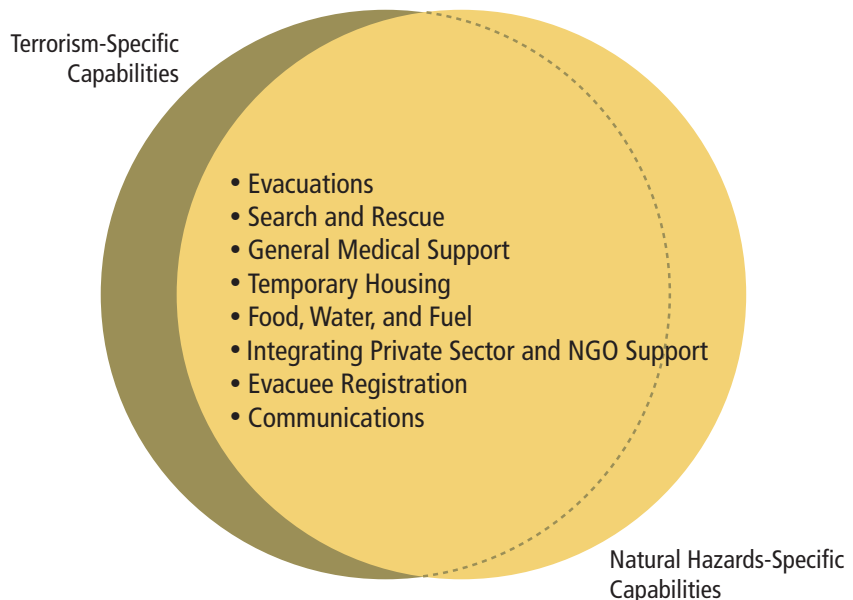 Terrorism-Specific
Capabilities
• Evacuations
• Search and Rescue
• General Medical Support
• Temporary Housing
• Food, Water, and Fuel
• Integrating Private Sector and NGO Support
• Evacuee Registration
• Communications
Natural Hazards-Specific
Capabilities